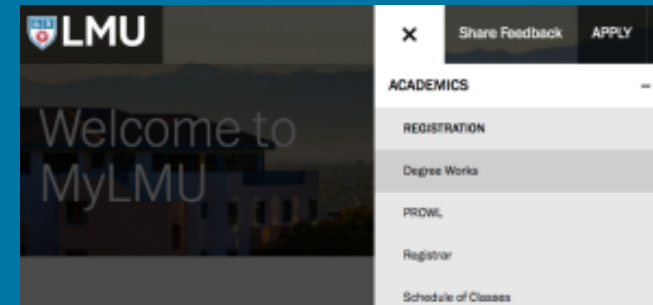 LMU
× Share Feedback APPLY
Welcome to
MyLMU
ACADEMICS –
REGISTRATION
Degree Works
PROWL
Registrar
Schedule of Classes